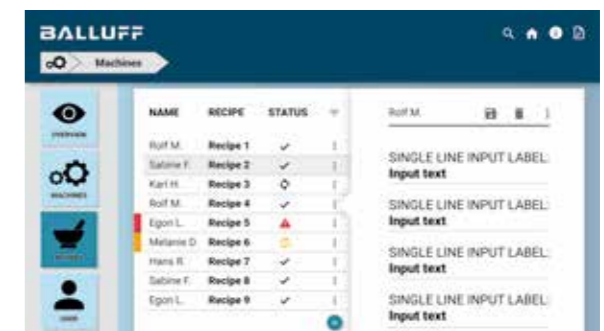 BALLUFF
Machines
OVERVIEW
MACHINES
USER
NAME RECIPE STATUS
Rolf M. Recipe 1
Sabine F. Recipe 2
Karl H. Recipe 3
Rolf M. Recipe 4
Egon L. Recipe 5
Melanie D. Recipe 6
Hans R. Recipe 7
Sabine F. Recipe 8
Egon L. Recipe 9
Rolf M.
SINGLE LINE INPUT LABEL:
Input text
SINGLE LINE INPUT LABEL:
Input text
SINGLE LINE INPUT LABEL:
Input text
SINGLE LINE INPUT LABEL:
Input text